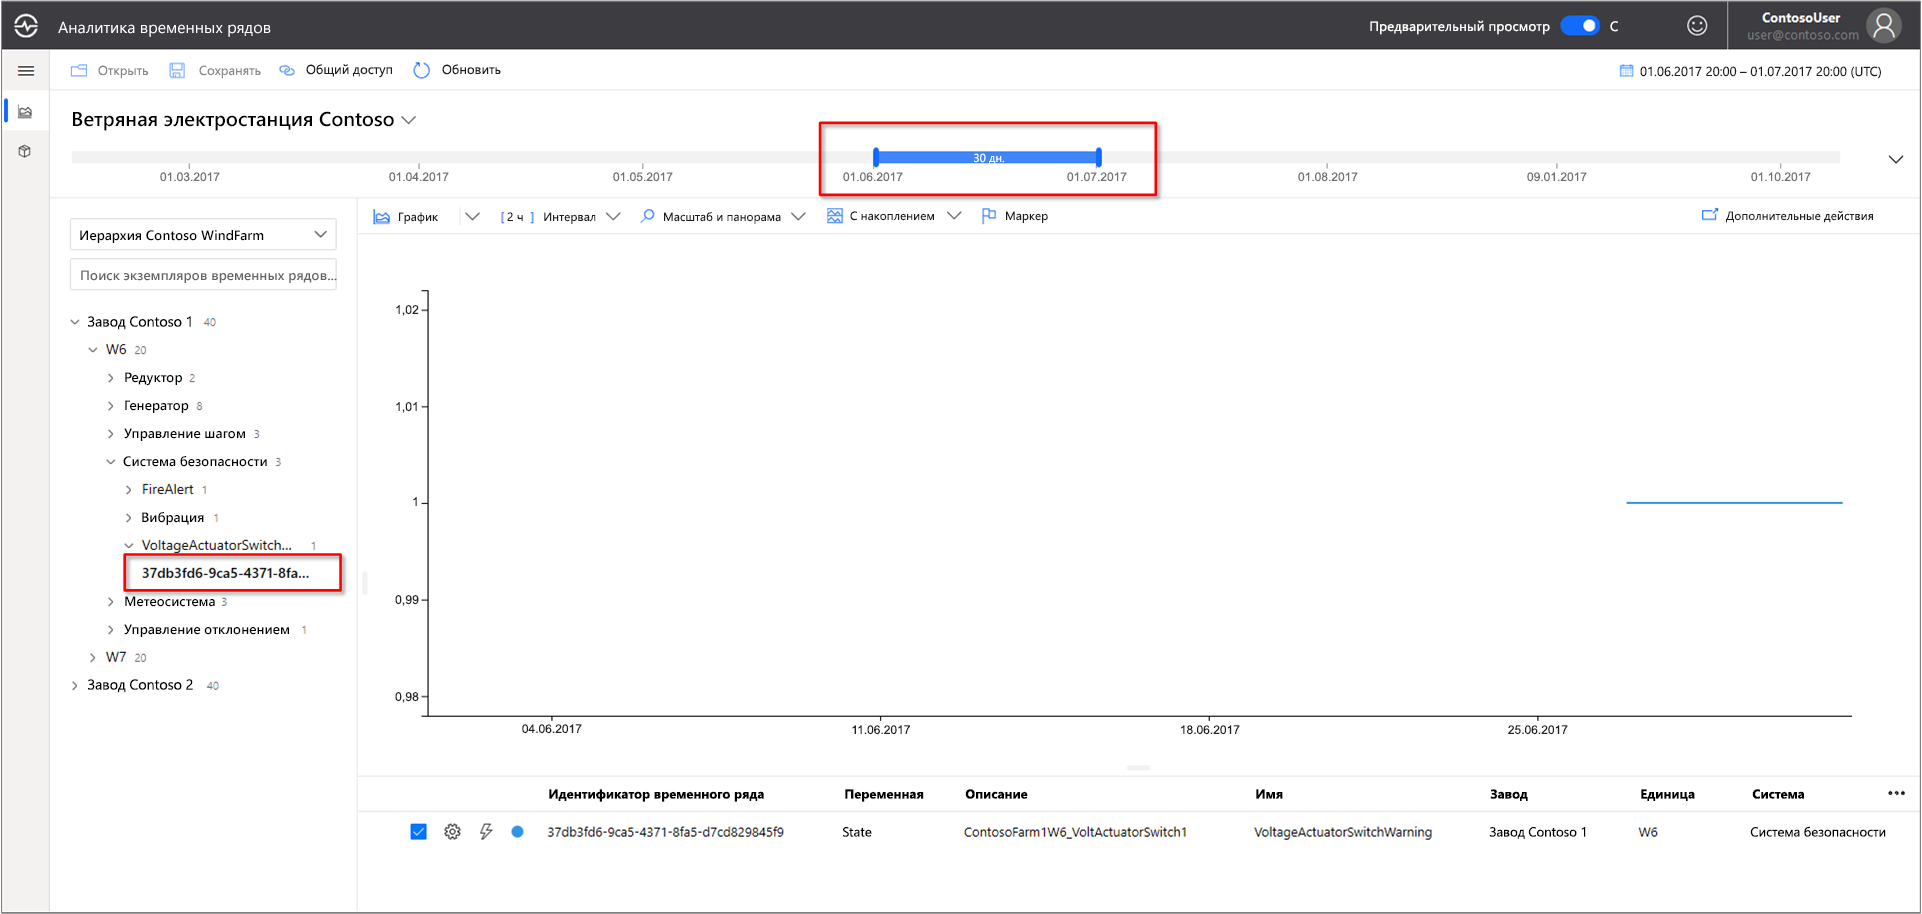 Аналитика временных рядов
Предварительный просмотр С
ContosoUser
user@contoso.com
Открыть Сохранять Общий доступ Обновить
01.06.2017 20:00 – 01.07.2017 20:00 (UTC)
Ветряная электростанция Contoso
30 дн.
01.03.2017 01.04.2017 01.05.2017 01.06.2017 01.07.2017 01.08.2017 09.01.2017 01.10.2017
График [ 2 ч ] Интервал Масштаб и панорама С накоплением Маркер Дополнительные действия
Иерархия Contoso WindFarm
Поиск экземпляров временных рядов...
Завод Contoso 1 40
W6 20
Редуктор 2
Генератор 8
Управление шагом 3
Система безопасности 3
FireAlert 1
Вибрация 1
VoltageActuatorSwitch... 1
37db3fd6-9ca5-4371-8fa...
Метеосистема 3
Управление отклонением 1
W7 20
Завод Contoso 2 40
1,02
1,01
1
0,99
0,98
04.06.2017 11.06.2017 18.06.2017 25.06.2017
Идентификатор временного ряда Переменная Описание Имя Завод Единица Система
37db3fd6-9ca5-4371-8fa5-d7cd829845f9 State ContosoFarm1W6_VoltActuatorSwitch1 VoltageActuatorSwitchWarning Завод Contoso 1 W6 Система безопасности